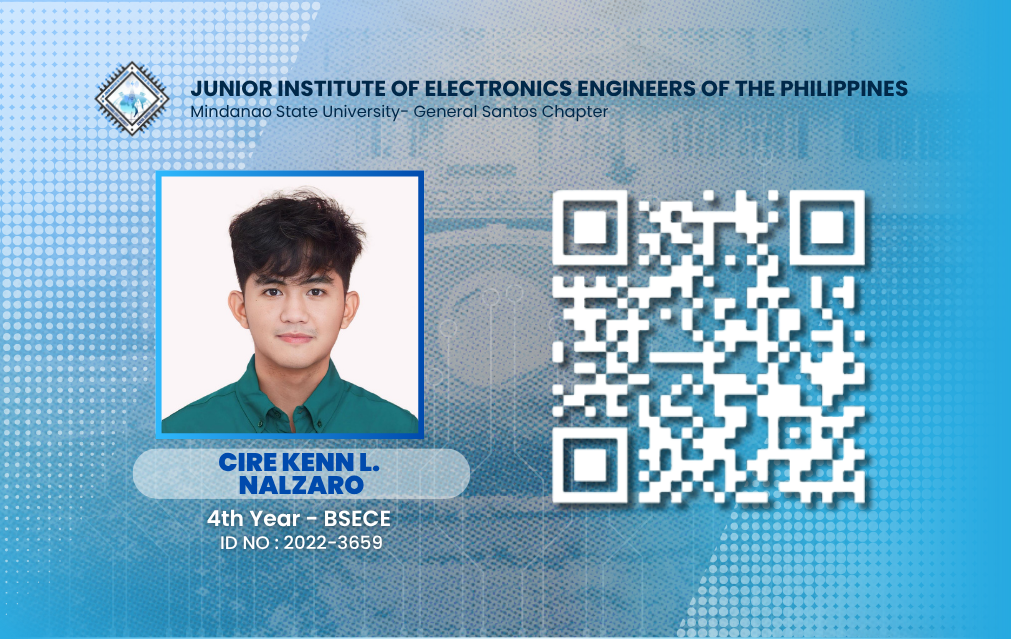 JUNIOR INSTITUTE OF ELECTRONICS ENGINEERS OF THE PHILIPPINES
Mindanao State University- General Santos Chapter
CIRE KENN L.
NALZARO
4th Year - BSECE
ID NO : 2022-3659